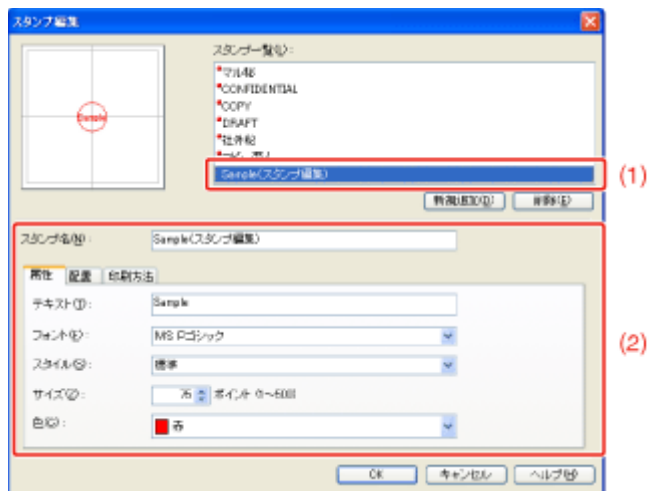 スタンプ編集
Sample
スタンプ一覧(L):
*マル秘
*CONFIDENTIAL
*COPY
*DRAFT
*社外秘
Sample(スタンプ編集)
(1)
新規追加(D) 削除(E)
スタンプ名(N): Sample(スタンプ編集)
属性 配置 印刷方法
テキスト(T): Sample
フォント(F): MS Pゴシック
スタイル(S): 標準
(2)
サイズ(Z): 75 ポイント (1~500)
色(C): 赤
OK キャンセル ヘルプ(H)